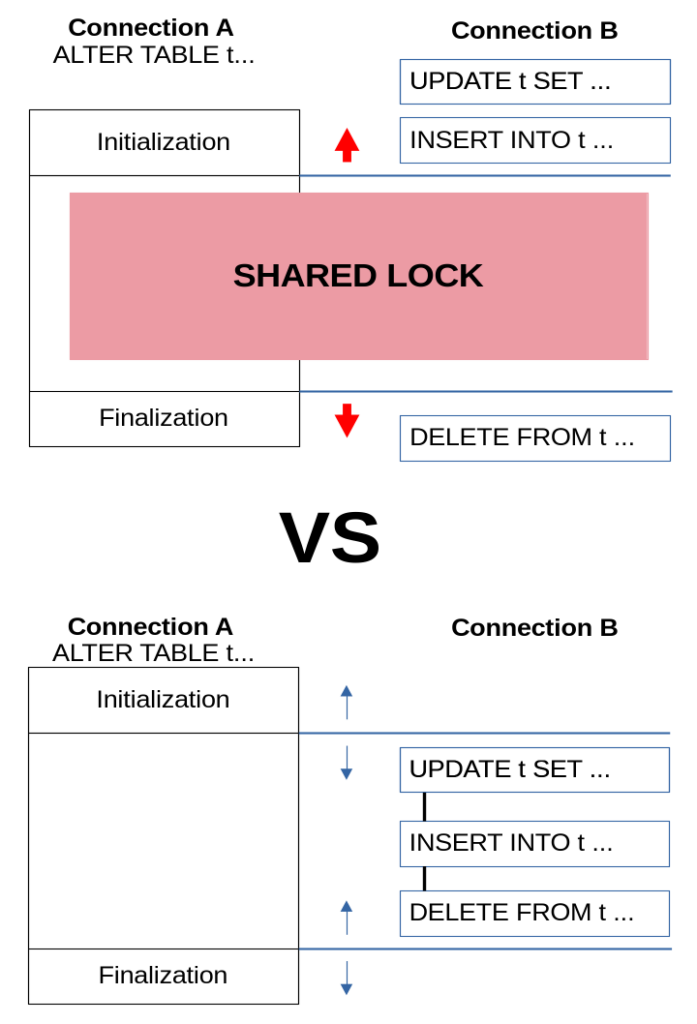 Connection A
ALTER TABLE t...
Connection B
UPDATE t SET ...
INSERT INTO t ...
Initialization
SHARED LOCK
Finalization
DELETE FROM t ...
VS
Connection A
ALTER TABLE t...
Connection B
Initialization
UPDATE t SET ...
INSERT INTO t ...
DELETE FROM t ...
Finalization